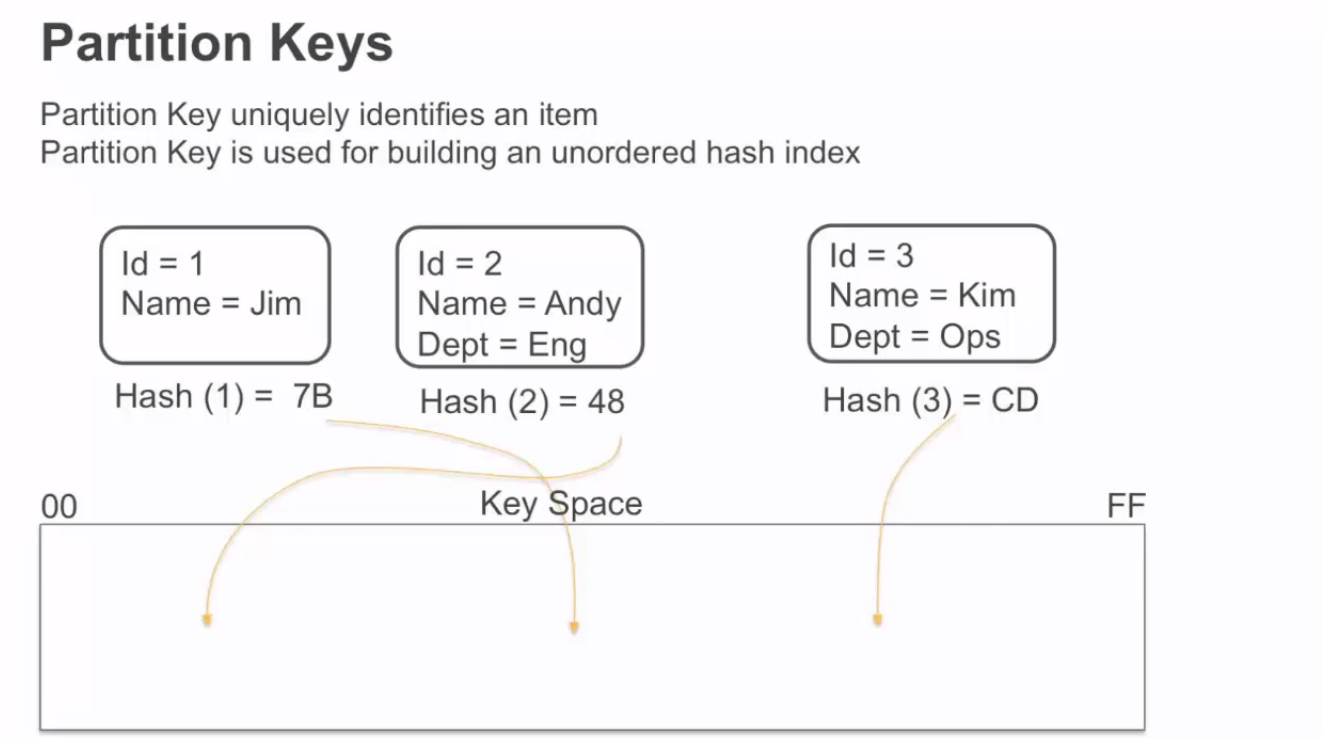 Partition Keys
Partition Key uniquely identifies an item
Partition Key is used for building an unordered hash index
Id = 1
Name = Jim
Id = 2
Name = Andy
Dept = Eng
Id = 3
Name = Kim
Dept = Ops
Hash (1) = 7B
Hash (2) = 48
Hash (3) = CD
00
Key Space
FF